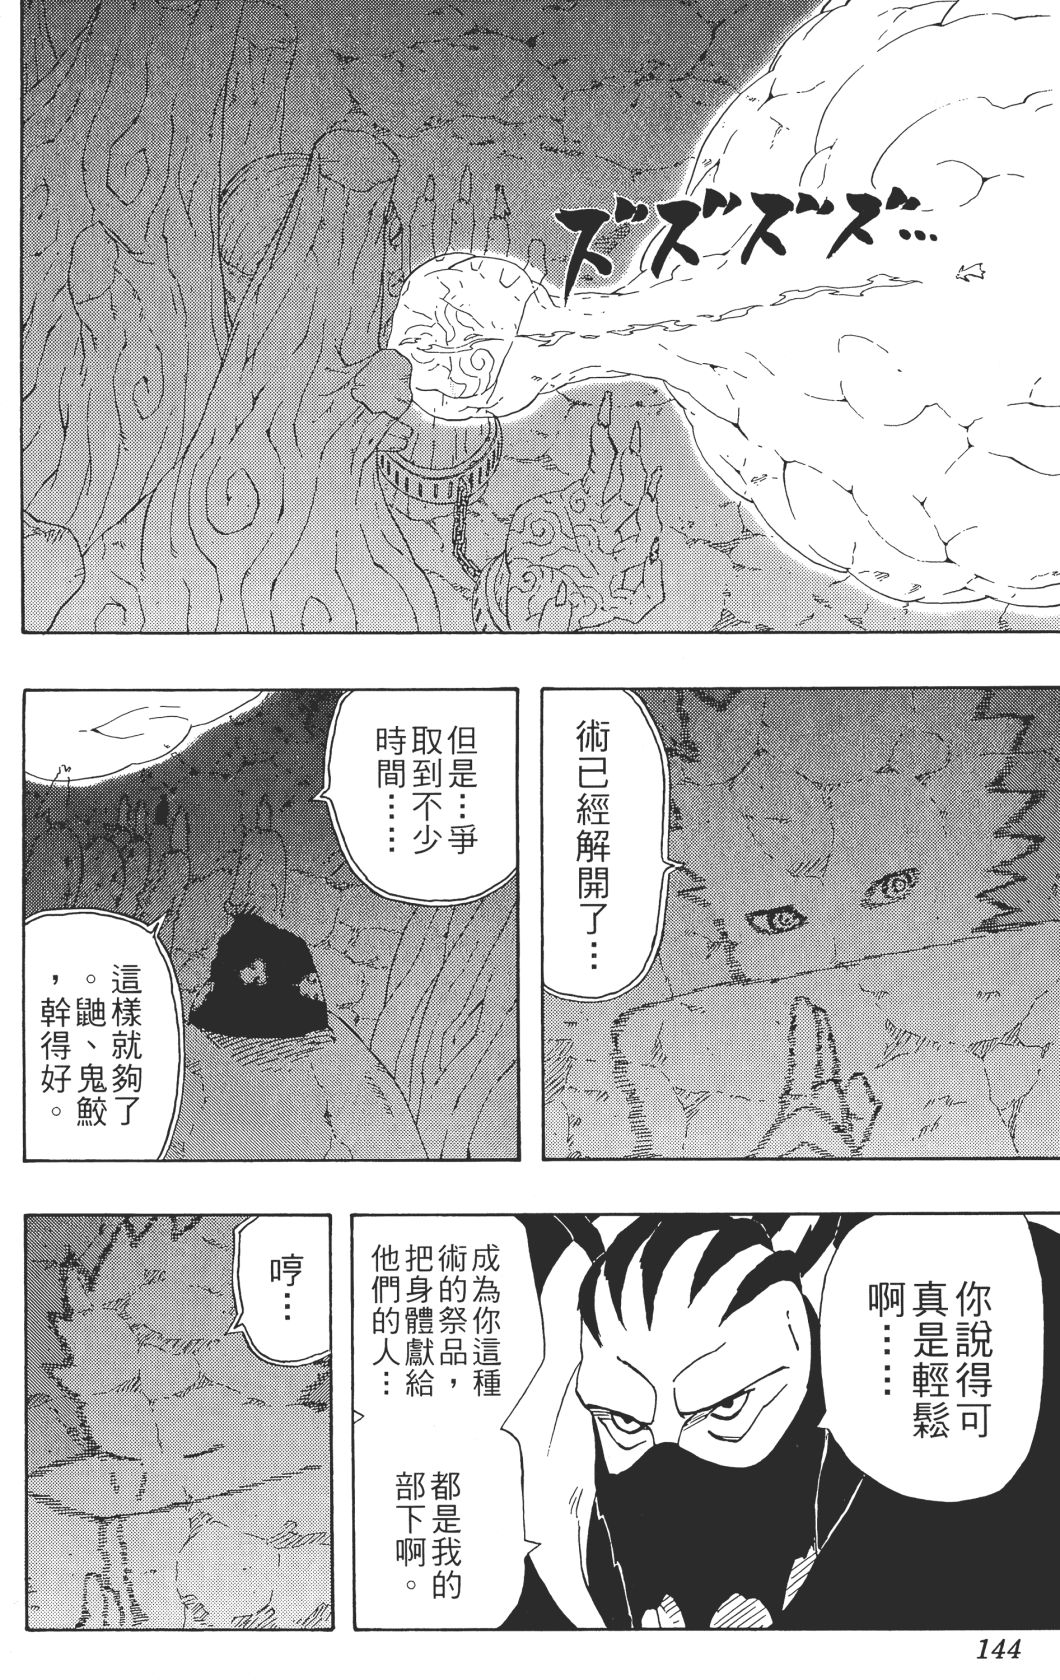 ズズズズ…
術已經解開了…
但是…爭
取到不少
時間……
這樣就夠了
。鼬、鬼鮫
，幹得好。
你說得可
真是輕鬆
啊……
成為你這種
術的祭品，
把身體獻給
他們的人…
都是我的
部下啊。
哼…
144